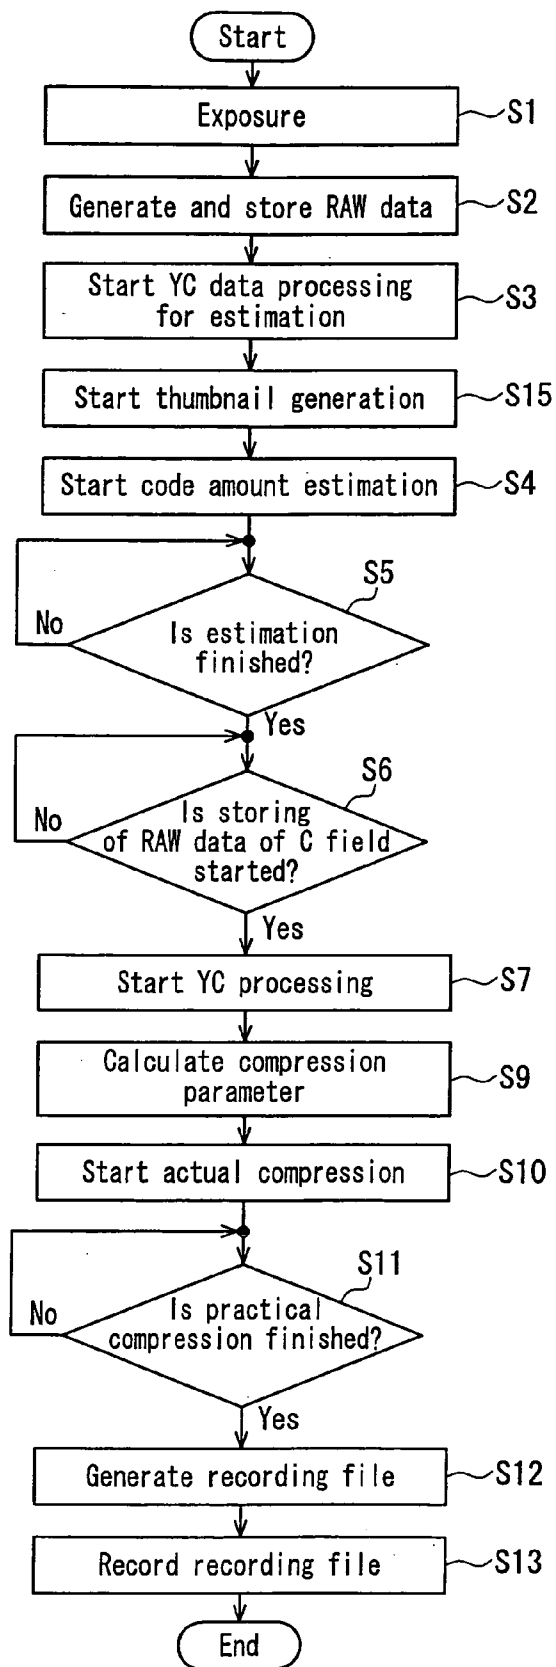 Start
Exposure
S1
Generate and store RAW data
S2
Start YC data processing
for estimation
S3
Start thumbnail generation
S15
Start code amount estimation
S4
S5
No
Is estimation
finished?
Yes
S6
No
Is storing
of RAW data of C field
started?
Yes
Start YC processing
S7
Calculate compression
parameter
S9
Start actual compression
S10
S11
No
Is practical
compression finished?
Yes
Generate recording file
S12
Record recording file
S13
End